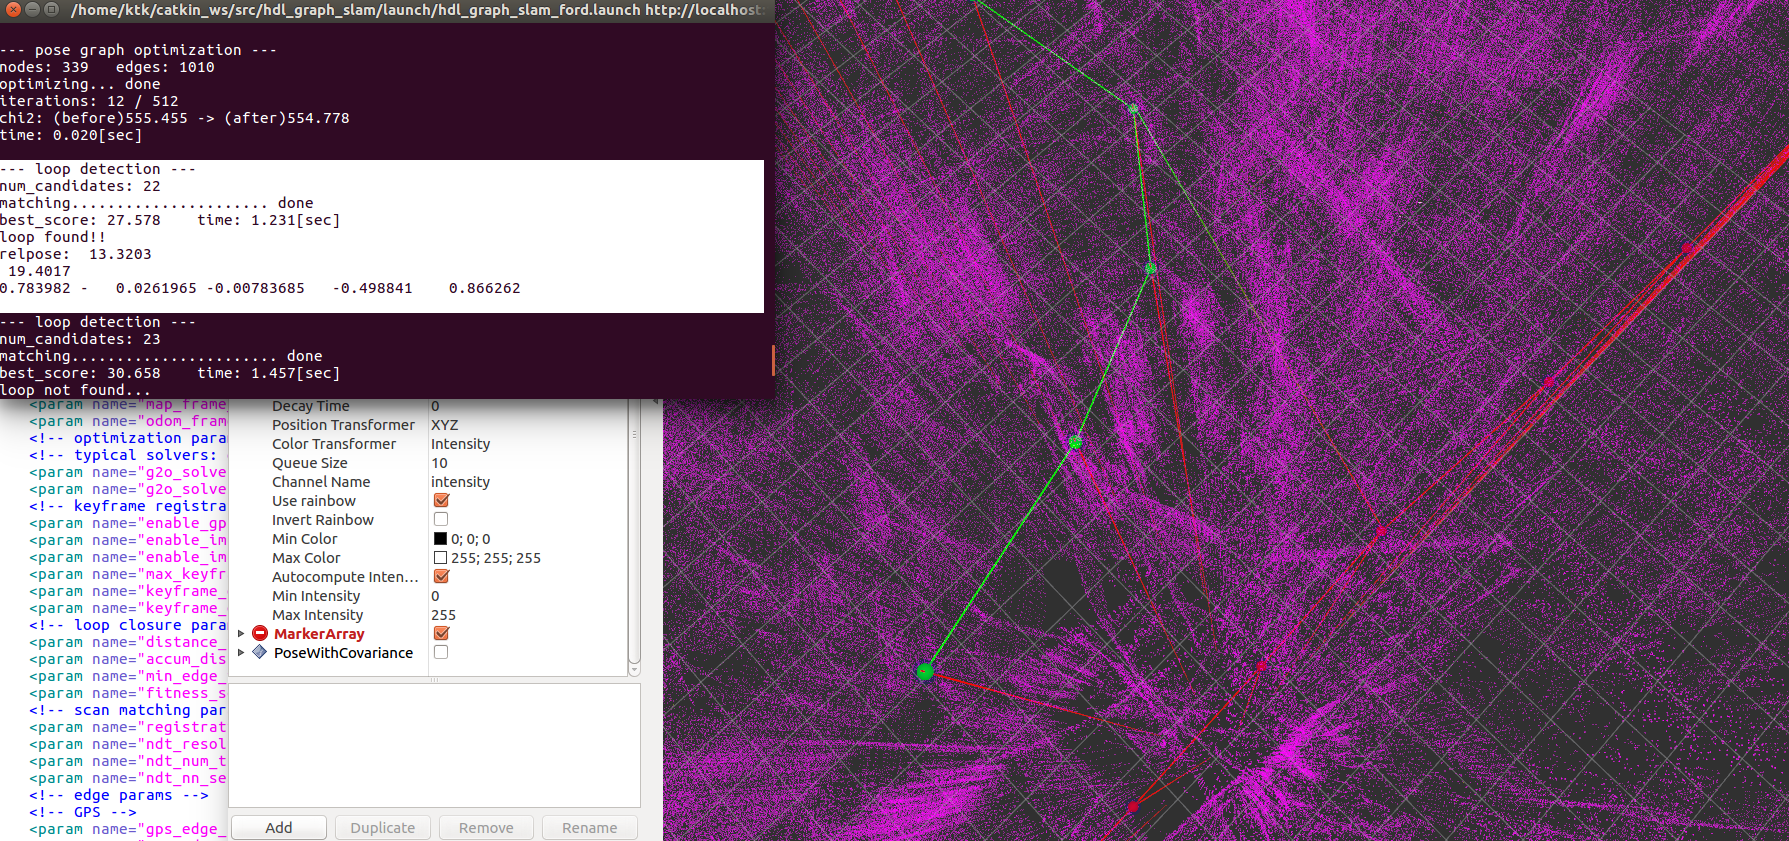 /home/ktk/catkin_ws/src/hdl_graph_slam/launch/hdl_graph_slam_ford.launch http://localhost:
--- pose graph optimization ---
nodes: 339   edges: 1010
optimizing... done
iterations: 12 / 512
chi2: (before)555.455 -> (after)554.778
time: 0.020[sec]
--- loop detection ---
num_candidates: 22
matching...................... done
best_score: 27.578    time: 1.231[sec]
loop found!!
relpose:  13.3203
19.4017
0.783982 -   0.0261965 -0.00783685   -0.498841    0.866262
--- loop detection ---
num_candidates: 23
matching....................... done
best_score: 30.658    time: 1.457[sec]
loop not found...
<param name="map_frame_
<param name="odom_fram
<!-- optimization para
<!-- typical solvers:
<param name="g2o_solve
<param name="g2o_solve
<!-- keyframe registra
<param name="enable_gp
<param name="enable_im
<param name="enable_im
<param name="max_keyfr
<param name="keyframe_
<param name="keyframe_
<!-- loop closure para
<param name="distance_
<param name="accum_dis
<param name="min_edge_
<param name="fitness_s
<!-- scan matching par
<param name="registrat
<param name="ndt_resol
<param name="ndt_num_t
<param name="ndt_nn_se
<!-- edge params -->
<!-- GPS -->
<param name="gps_edge_
Decay Time 0
Position Transformer XYZ
Color Transformer Intensity
Queue Size 10
Channel Name intensity
Use rainbow
Invert Rainbow
Min Color 0; 0; 0
Max Color 255; 255; 255
Autocompute Inten...
Min Intensity 0
Max Intensity 255
MarkerArray
PoseWithCovariance
Add Duplicate Remove Rename